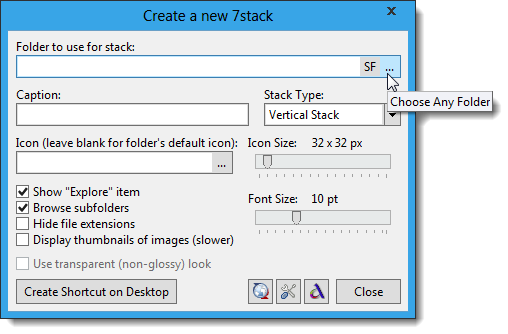 Create a new 7stack
x
Folder to use for stack:
SF ...
Choose Any Folder
Caption:
Stack Type:
Vertical Stack
Icon (leave blank for folder's default icon):
...
Icon Size: 32 x 32 px
Show "Explore" item
Browse subfolders
Hide file extensions
Display thumbnails of images (slower)
Font Size: 10 pt
Use transparent (non-glossy) look
Create Shortcut on Desktop
a
Close